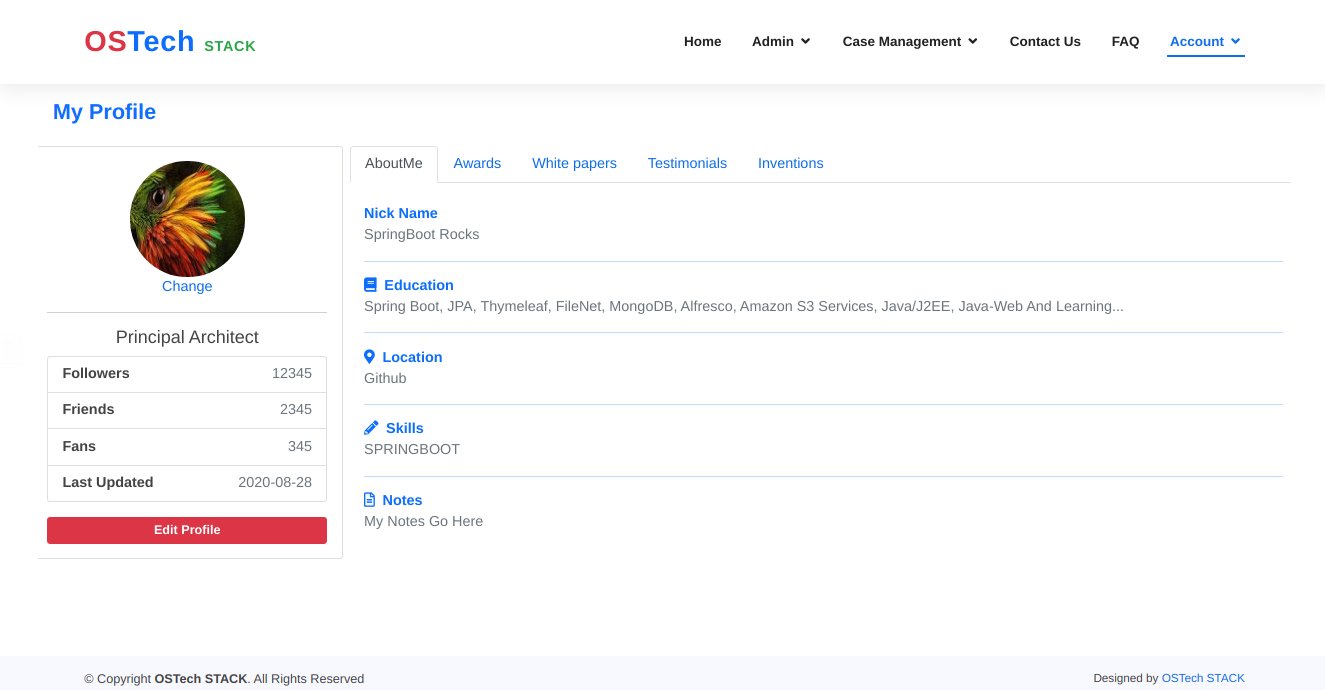 OSTech STACK
Home Admin Case Management Contact Us FAQ Account
My Profile
Change
Principal Architect
Followers 12345
Friends 2345
Fans 345
Last Updated 2020-08-28
Edit Profile
AboutMe Awards White papers Testimonials Inventions
Nick Name
SpringBoot Rocks
Education
Spring Boot, JPA, Thymeleaf, FileNet, MongoDB, Alfresco, Amazon S3 Services, Java/J2EE, Java-Web And Learning...
Location
Github
Skills
SPRINGBOOT
Notes
My Notes Go Here
© Copyright OSTech STACK. All Rights Reserved
Designed by OSTech STACK